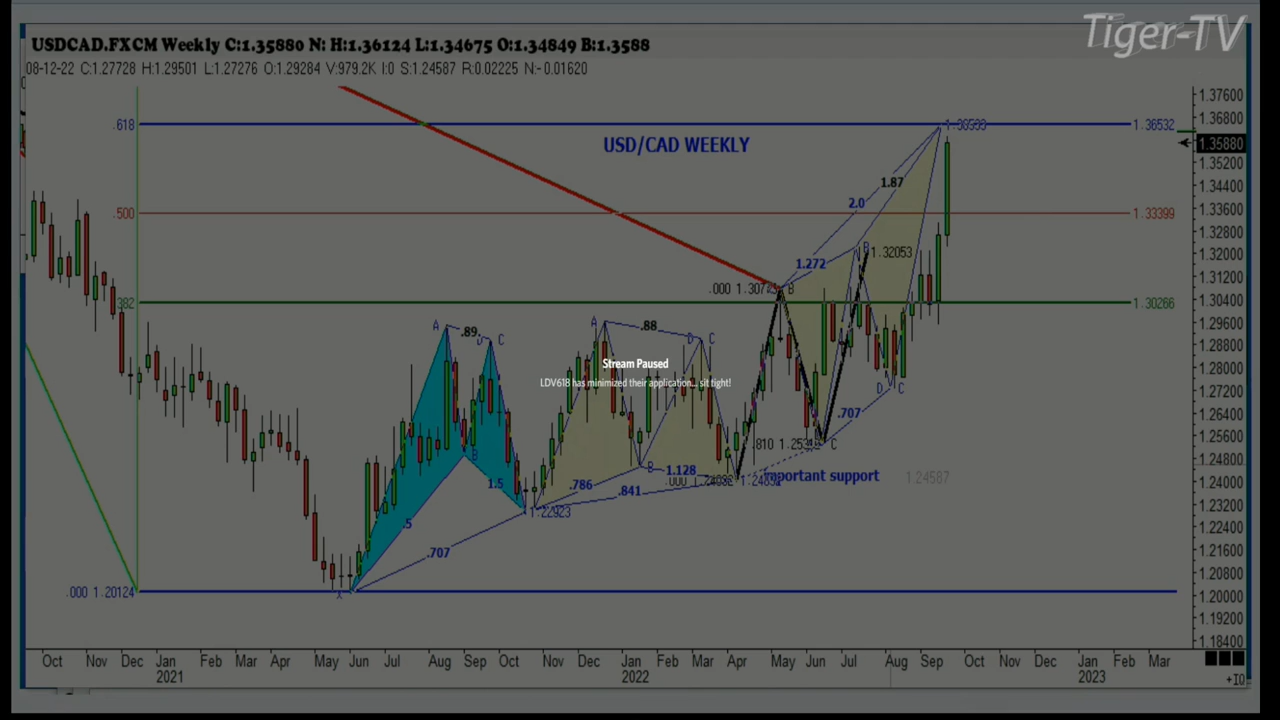 Tiger-TV
USDCAD.FXCM Weekly C:1.35880 N: H:1.36124 L:1.34675 O:1.34849 B:1.3588
08-12-22 C:1.27728 H:1.29501 L:1.27276 O:1.29284 V:979.2K I:0 S:1.24587 R:0.02225 N:-0.01620
1.37600
1.36800
.618
1.36532
USD/CAD WEEKLY
1.35880
1.35200
1.87
1.34400
2.0
.500
1.33399
1.33600
1.32800
B
1.32053
1.32000
1.272
1.31200
B
.382
1.30266
1.30400
A
.89
D
C
A
.88
D
C
1.29600
1.28800
Stream Paused
1.28000
LDV618 has minimized their application... sit tight!
D
C
1.27200
.707
1.26400
.810
C
1.25600
B
1.5
B
1.128
important support
1.24587
1.24800
.786
.841
1.24000
.5
1.22923
1.23200
1.22400
.707
1.21600
1.20800
.000 1.20124
X
1.20000
1.19200
1.18400
Oct Nov Dec Jan Feb Mar Apr May Jun Jul Aug Sep Oct Nov Dec Jan Feb Mar Apr May Jun Jul Aug Sep Oct Nov Dec Jan Feb Mar
2021 2022 2023